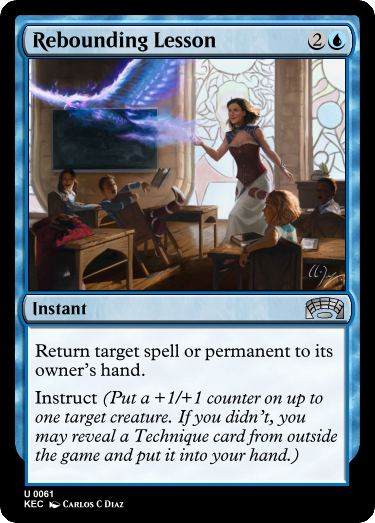 Rebounding Lesson 2
Instant
Return target spell or permanent to its
owner's hand.
Instruct (Put a +1/+1 counter on up to
one target creature. If you didn't, you
may reveal a Technique card from outside
the game and put it into your hand.)
U 0061
KEC Carlos C Diaz